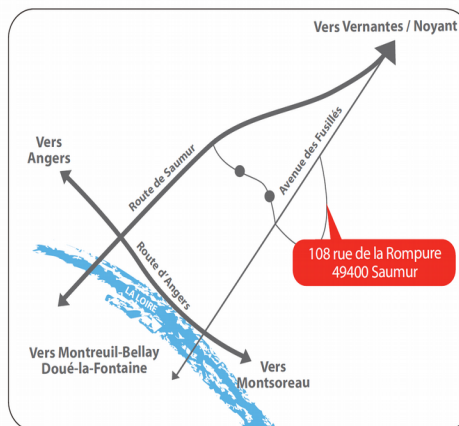 Vers Vernantes / Noyant
Vers
Angers
Route de Saumur
Avenue des Fusillés
108 rue de la Rompure
49400 Saumur
Route d'Angers
LA LOIRE
Vers Montreuil-Bellay
Doué-la-Fontaine
Vers
Montsoreau